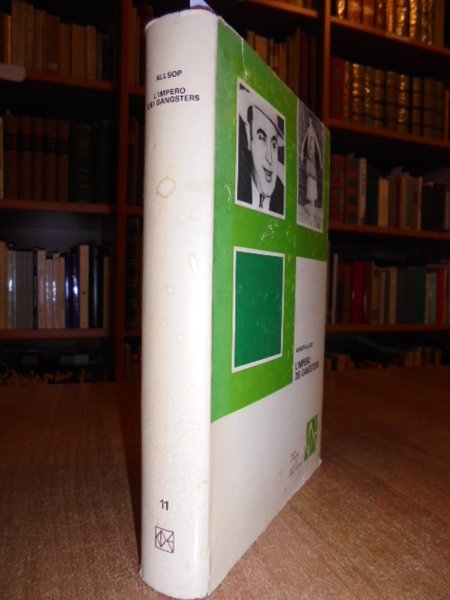 ALLSOP
L'IMPERO
DEI GANGSTERS
11
L'IMPERO
DEI GANGSTERS